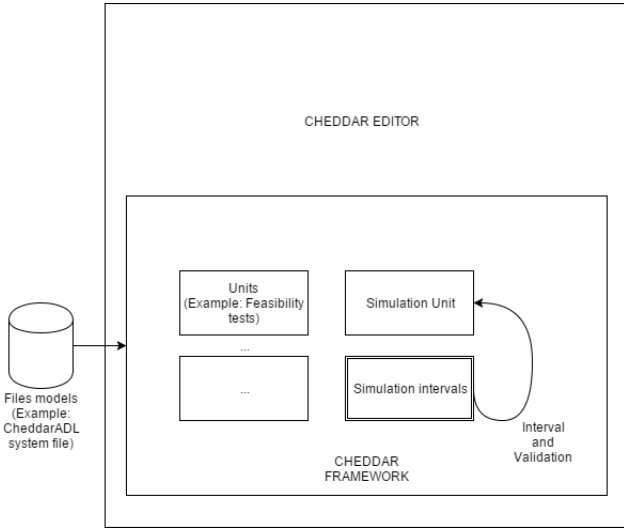 CHEDDAR EDITOR
Units
(Example: Feasibility
tests)
Simulation Unit
...
...
Simulation intervals
Files models
(Example:
CheddarADL
system file)
Interval
and
Validation
CHEDDAR
FRAMEWORK